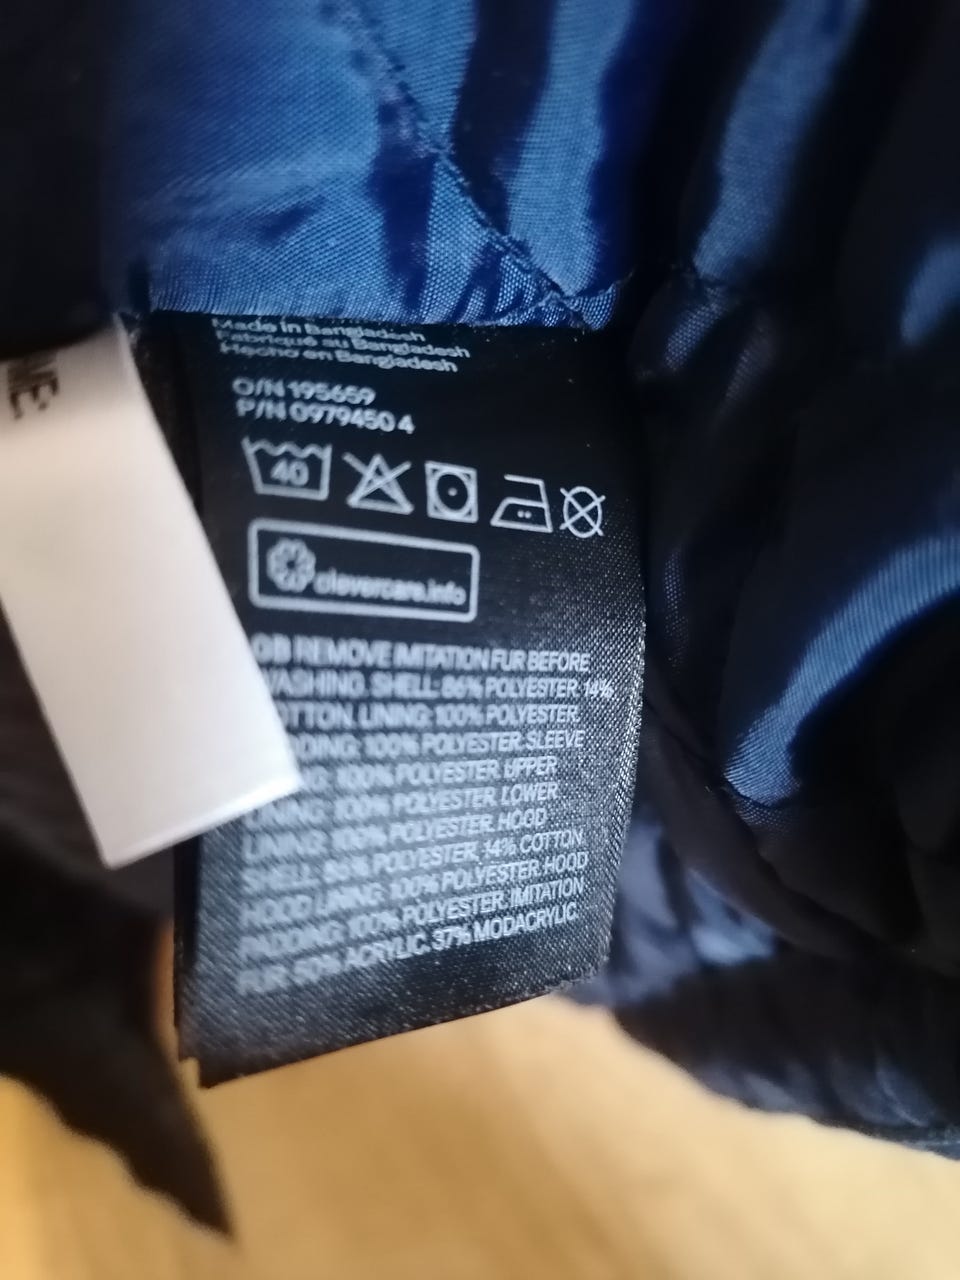 Made in Bangladesh
Fabriqué au Bangladesh
Hecho en Bangladesh
O/N 195659
P/N 0979450 4
40
clevercare.info
GB REMOVE IMITATION FUR BEFORE
WASHING. SHELL: 86% POLYESTER, 14%
COTTON. LINING: 100% POLYESTER.
PADDING: 100% POLYESTER. SLEEVE
LINING: 100% POLYESTER. UPPER
LINING: 100% POLYESTER. LOWER
LINING: 100% POLYESTER. HOOD
SHELL: 86% POLYESTER, 14% COTTON.
HOOD LINING: 100% POLYESTER. HOOD
PADDING: 100% POLYESTER. IMITATION
FUR: ACRYLIC, 37% MODACRYLIC,